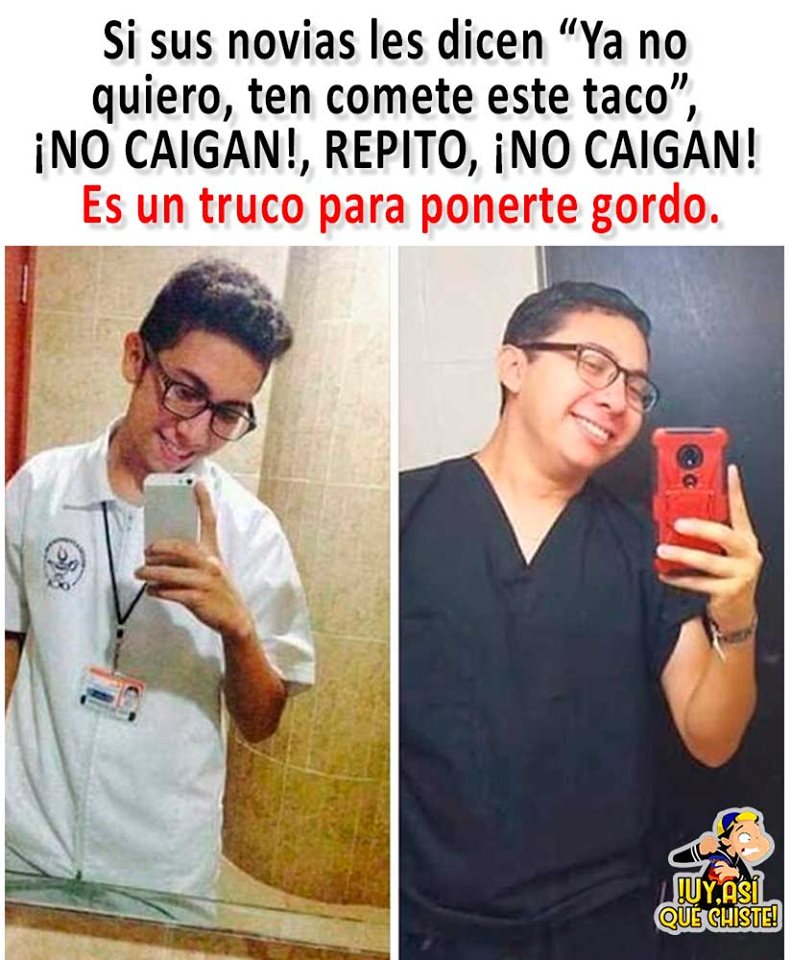 Si sus novias les dicen “Ya no
quiero, ten comete este taco”,
¡NO CAIGAN!, REPITO, ¡NO CAIGAN!
Es un truco para ponerte gordo.
!UY,ASÍ
QUÉ CHISTE!